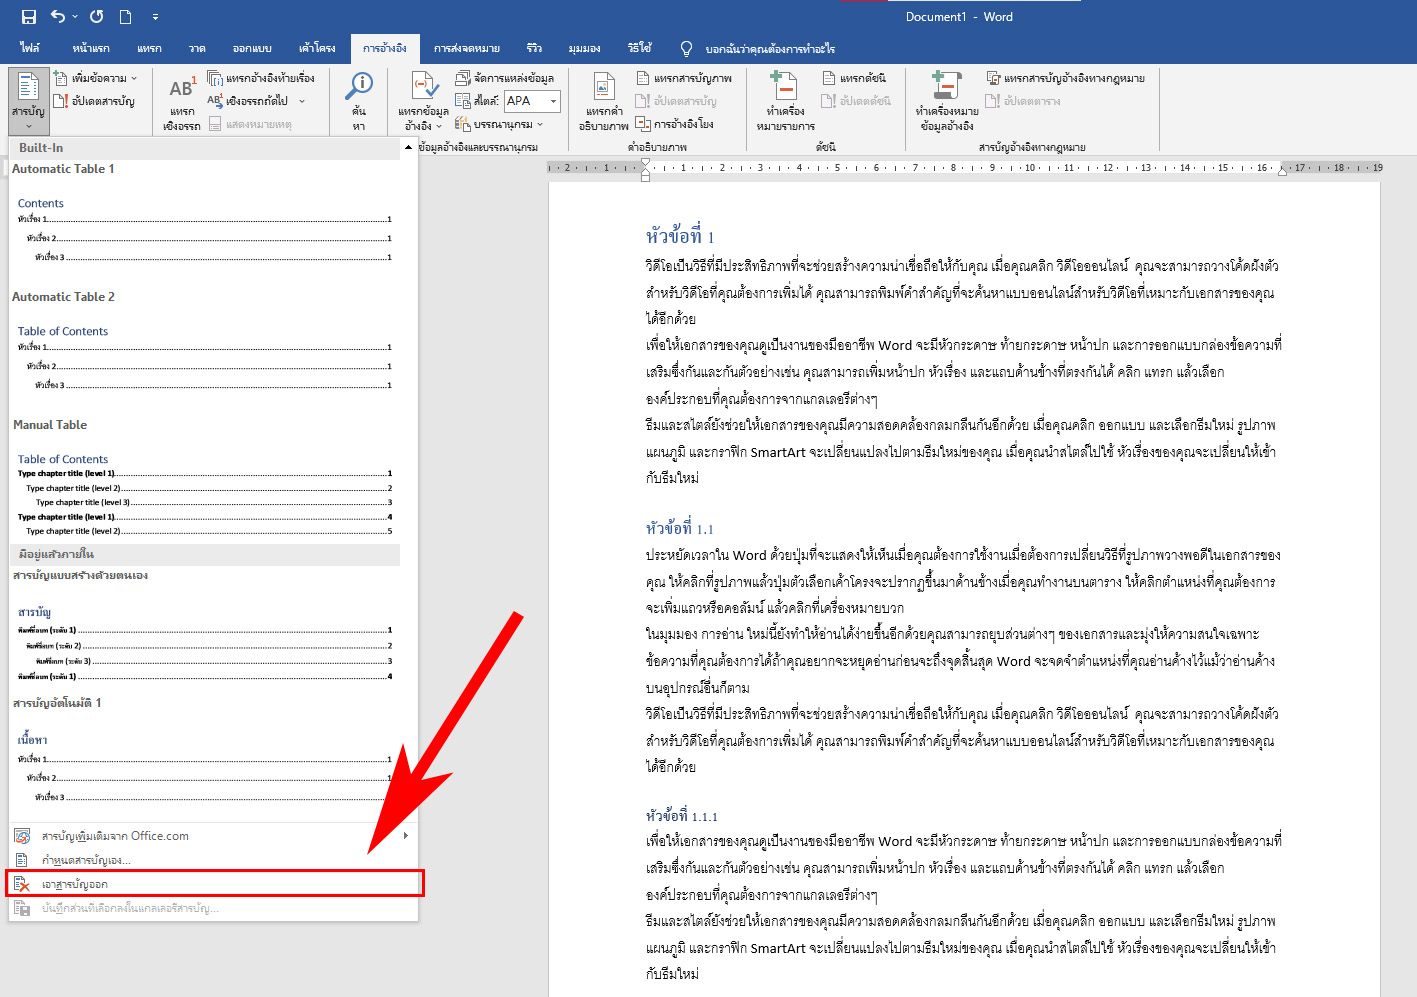 Document1 - Word
ไฟล์ หน้าแรก แทรก วาด ออกแบบ เค้าโครง การอ้างอิง การส่งจดหมาย รีวิว มุมมอง วิธีใช้ บอกฉันว่าคุณต้องการทำอะไร
สารบัญ
เพิ่มข้อความ
อัปเดตสารบัญ
AB1
แทรก
เชิงอรรถ
แทรกอ้างอิงท้ายเรื่อง
เชิงอรรถถัดไป
แสดงหมายเหตุ
ค้น
หา
แทรกข้อมูล
อ้างอิง
จัดการแหล่งข้อมูล
สไตล์: APA
บรรณานุกรม
แทรกคำ
อธิบายภาพ
แทรกสารบัญภาพ
อัปเดตสารบัญ
การอ้างอิงโยง
ทำเครื่อง
หมายรายการ
แทรกดัชนี
อัปเดตดัชนี
ทำเครื่องหมาย
ข้อมูลอ้างอิง
แทรกสารบัญอ้างอิงทางกฎหมาย
อัปเดตตาราง
ข้อมูลอ้างอิงและบรรณานุกรม คำอธิบายภาพ ดัชนี สารบัญอ้างอิงทางกฎหมาย
2 1 1 2 3 4 5 6 7 8 9 10 11 12 13 14 15 16 17 18 19
Built-In
Automatic Table 1
Contents
หัวเรื่อง 1 1
หัวเรื่อง 2 1
หัวเรื่อง 3 1
Automatic Table 2
Table of Contents
หัวเรื่อง 1 1
หัวเรื่อง 2 1
หัวเรื่อง 3 1
Manual Table
Table of Contents
Type chapter title (level 1) 1
Type chapter title (level 2) 2
Type chapter title (level 3) 3
Type chapter title (level 1) 4
Type chapter title (level 2) 5
มีอยู่แล้วภายใน
สารบัญแบบสร้างด้วยตนเอง
สารบัญ
พิมพ์ชื่อบท (ระดับ 1) 1
พิมพ์ชื่อบท (ระดับ 2) 2
พิมพ์ชื่อบท (ระดับ 3) 3
พิมพ์ชื่อบท (ระดับ 1) 4
สารบัญอัตโนมัติ 1
เนื้อหา
หัวเรื่อง 1 1
หัวเรื่อง 2 1
หัวเรื่อง 3
สารบัญเพิ่มเติมจาก Office.com
กำหนดสารบัญเอง...
เอาสารบัญออก
บันทึกส่วนที่เลือกลงในแกลเลอรีสารบัญ...
หัวข้อที่ 1
วิดีโอเป็นวิธีที่มีประสิทธิภาพที่จะช่วยสร้างความน่าเชื่อถือให้กับคุณ เมื่อคุณคลิก วิดีโอออนไลน์ คุณจะสามารถวางโค้ดฝังตัว
สำหรับวิดีโอที่คุณต้องการเพิ่มได้ คุณสามารถพิมพ์คำสำคัญที่จะค้นหาแบบออนไลน์สำหรับวิดีโอที่เหมาะกับเอกสารของคุณ
ได้อีกด้วย
เพื่อให้เอกสารของคุณดูเป็นงานของมืออาชีพ Word จะมีหัวกระดาษ ท้ายกระดาษ หน้าปก และการออกแบบกล่องข้อความที่
เสริมซึ่งกันและกันตัวอย่างเช่น คุณสามารถเพิ่มหน้าปก หัวเรื่อง และแถบด้านข้างที่ตรงกันได้ คลิก แทรก แล้วเลือก
องค์ประกอบที่คุณต้องการจากแกลเลอรีต่างๆ
ธีมและสไตล์ยังช่วยให้เอกสารของคุณมีความสอดคล้องกลมกลืนกันอีกด้วย เมื่อคุณคลิก ออกแบบ และเลือกธีมใหม่ รูปภาพ
แผนภูมิ และกราฟิก SmartArt จะเปลี่ยนแปลงไปตามธีมใหม่ของคุณ เมื่อคุณนำสไตล์ไปใช้ หัวเรื่องของคุณจะเปลี่ยนให้เข้า
กับธีมใหม่
หัวข้อที่ 1.1
ประหยัดเวลาใน Word ด้วยปุ่มที่จะแสดงให้เห็นเมื่อคุณต้องการใช้งานเมื่อต้องการเปลี่ยนวิธีที่รูปภาพวางพอดีในเอกสารของ
คุณ ให้คลิกที่รูปภาพแล้วปุ่มตัวเลือกเค้าโครงจะปรากฏขึ้นมาด้านข้างเมื่อคุณทำงานบนตาราง ให้คลิกตำแหน่งที่คุณต้องการ
จะเพิ่มแถวหรือคอลัมน์ แล้วคลิกที่เครื่องหมายบวก
ในมุมมอง การอ่าน ใหม่นี้ยังทำให้อ่านได้ง่ายขึ้นอีกด้วยคุณสามารถยุบส่วนต่างๆ ของเอกสารและมุ่งให้ความสนใจเฉพาะ
ข้อความที่คุณต้องการได้ถ้าคุณอยากจะหยุดอ่านก่อนจะถึงจุดสิ้นสุด Word จะจดจำตำแหน่งที่คุณอ่านค้างไว้แม้ว่าอ่านค้าง
บนอุปกรณ์อื่นก็ตาม
วิดีโอเป็นวิธีที่มีประสิทธิภาพที่จะช่วยสร้างความน่าเชื่อถือให้กับคุณ เมื่อคุณคลิก วิดีโอออนไลน์ คุณจะสามารถวางโค้ดฝังตัว
สำหรับวิดีโอที่คุณต้องการเพิ่มได้ คุณสามารถพิมพ์คำสำคัญที่จะค้นหาแบบออนไลน์สำหรับวิดีโอที่เหมาะกับเอกสารของคุณ
ได้อีกด้วย
หัวข้อที่ 1.1.1
เพื่อให้เอกสารของคุณดูเป็นงานของมืออาชีพ Word จะมีหัวกระดาษ ท้ายกระดาษ หน้าปก และการออกแบบกล่องข้อความที่
เสริมซึ่งกันและกันตัวอย่างเช่น คุณสามารถเพิ่มหน้าปก หัวเรื่อง และแถบด้านข้างที่ตรงกันได้ คลิก แทรก แล้วเลือก
องค์ประกอบที่คุณต้องการจากแกลเลอรีต่างๆ
ธีมและสไตล์ยังช่วยให้เอกสารของคุณมีความสอดคล้องกลมกลืนกันอีกด้วย เมื่อคุณคลิก ออกแบบ และเลือกธีมใหม่ รูปภาพ
แผนภูมิ และกราฟิก SmartArt จะเปลี่ยนแปลงไปตามธีมใหม่ของคุณ เมื่อคุณนำสไตล์ไปใช้ หัวเรื่องของคุณจะเปลี่ยนให้เข้า
กับธีมใหม่